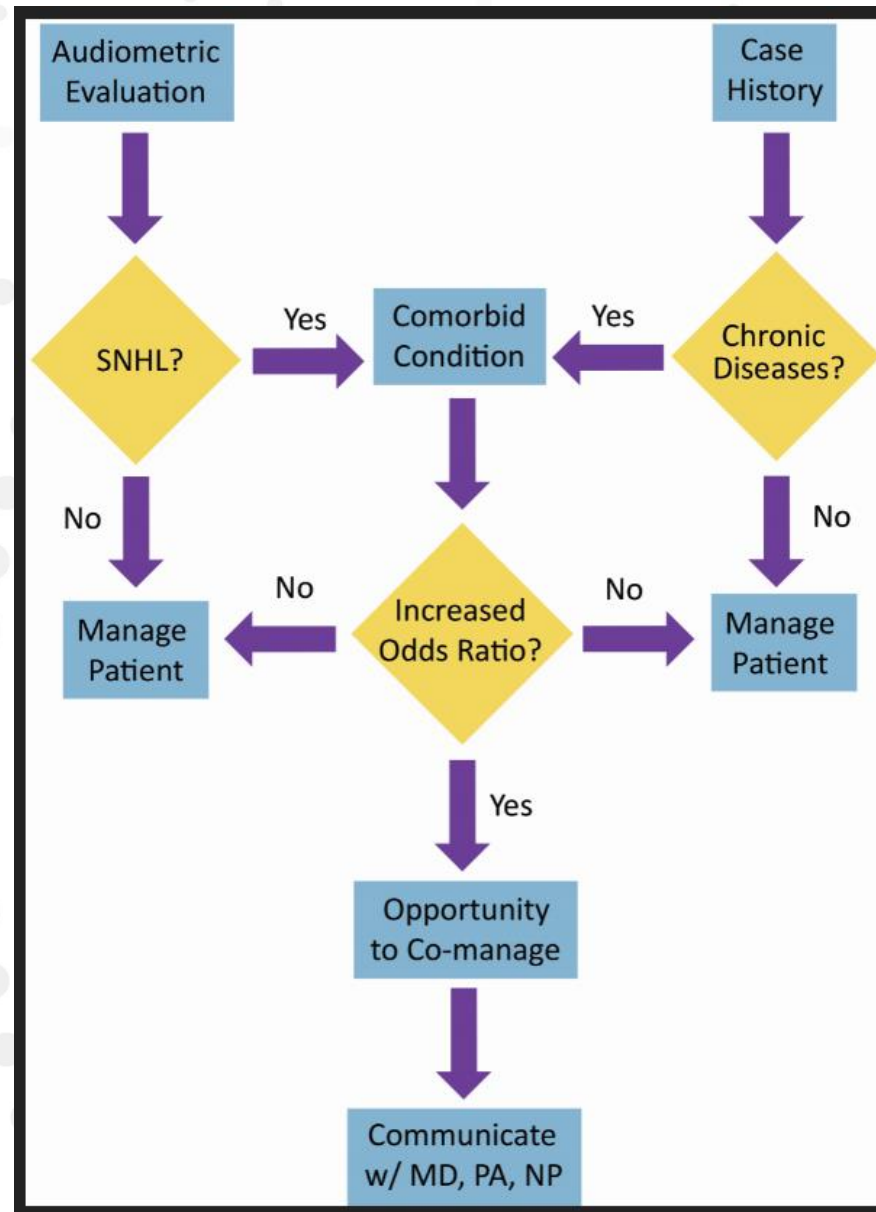 Audiometric
Evaluation
Case
History
SNHL?
Yes
Comorbid
Condition
Yes
Chronic
Diseases?
No
No
Manage
Patient
No
Increased
Odds Ratio?
No
Manage
Patient
Yes
Opportunity
to Co-manage
Communicate
w/ MD, PA, NP